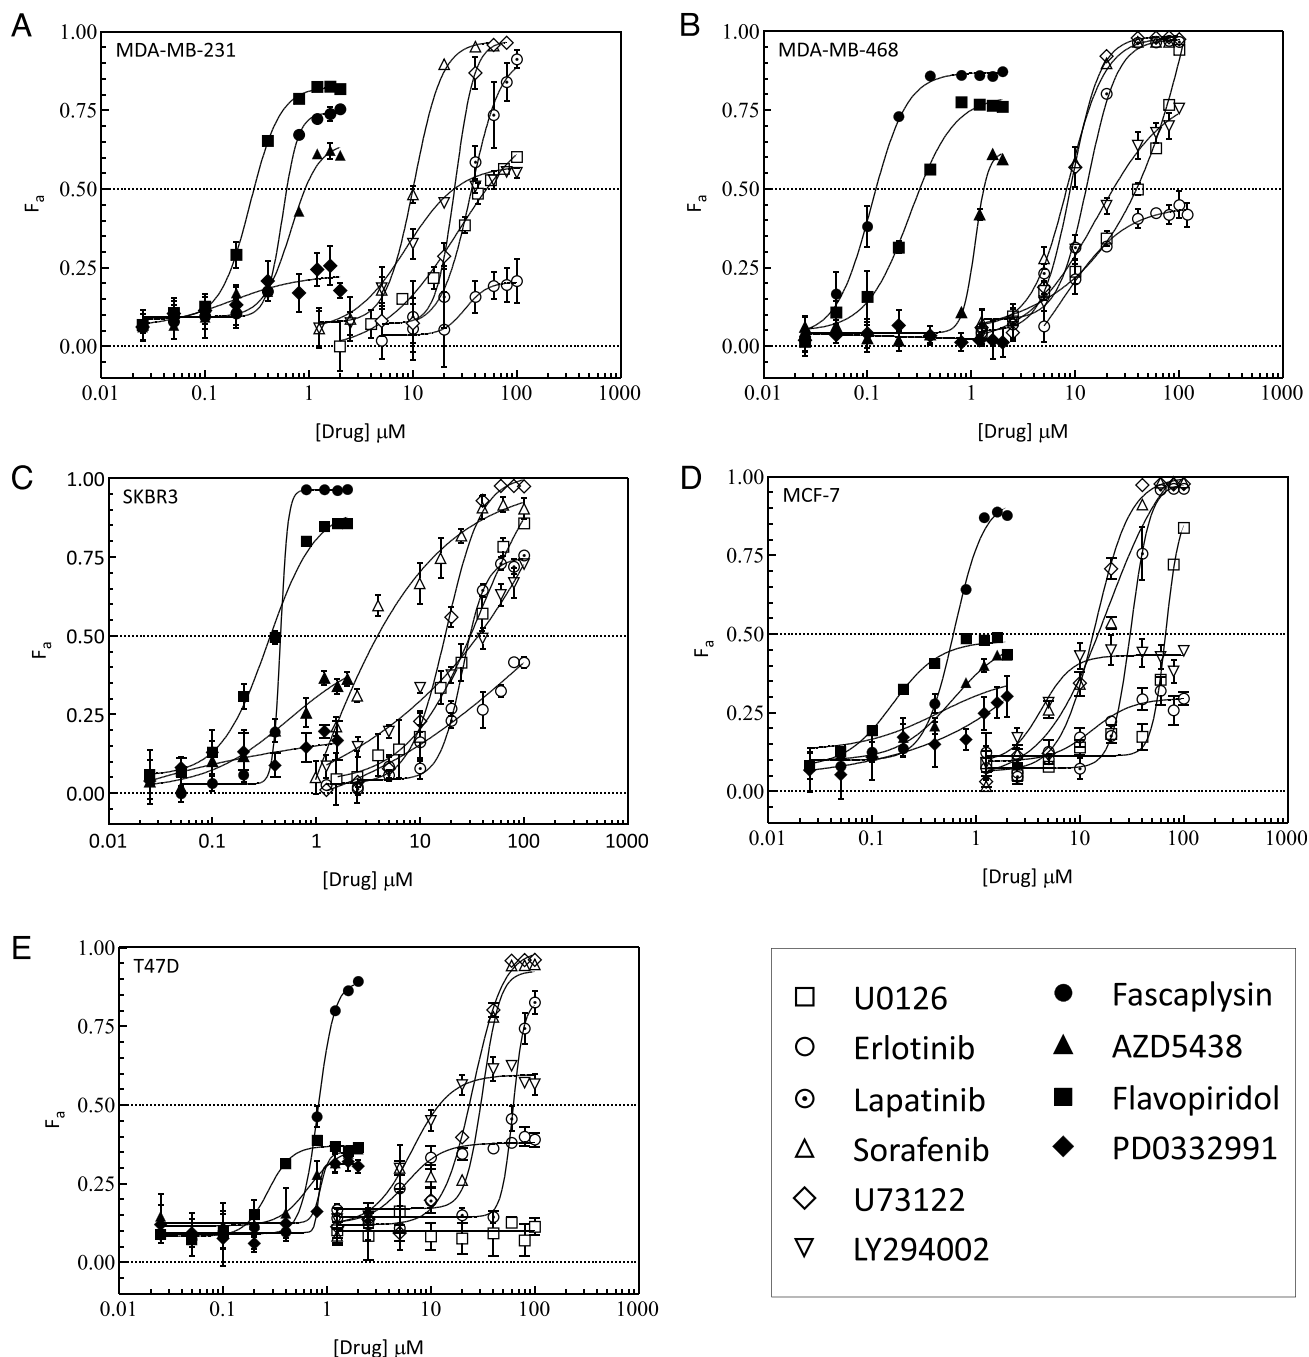 A
MDA-MB-231
1.00
0.75
0.50
0.25
0.00
Fa
0.01 0.1 1 10 100 1000
[Drug] μM
B
MDA-MB-468
1.00
0.75
0.50
0.25
0.00
Fa
0.01 0.1 1 10 100 1000
[Drug] μM
C
SKBR3
1.00
0.75
0.50
0.25
0.00
Fa
0.01 0.1 1 10 100 1000
[Drug] μM
D
MCF-7
1.00
0.75
0.50
0.25
0.00
Fa
0.01 0.1 1 10 100 1000
[Drug] μM
E
T47D
1.00
0.75
0.50
0.25
0.00
Fa
0.01 0.1 1 10 100 1000
[Drug] μM
U0126
Erlotinib
Lapatinib
Sorafenib
U73122
LY294002
Fascaplysin
AZD5438
Flavopiridol
PD0332991